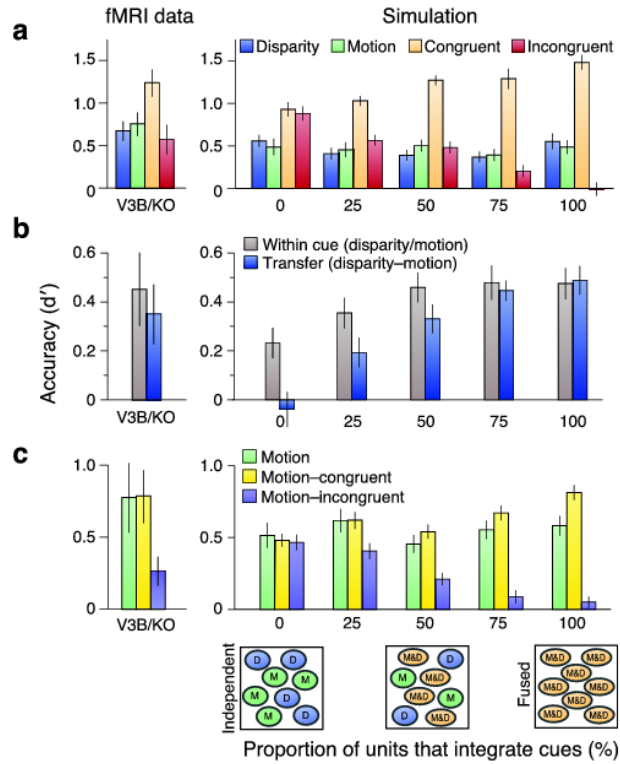 fMRI data
Simulation
a
Disparity Motion Congruent Incongruent
1.5
1.0
0.5
0
V3B/KO
1.5
1.0
0.5
0
0 25 50 75 100
b
Accuracy (d′)
0.6
0.4
0.2
0
V3B/KO
0.6
0.4
0.2
0
Within cue (disparity/motion)
Transfer (disparity–motion)
0 25 50 75 100
c
1.0
0.5
0
V3B/KO
1.0
0.5
0
Motion
Motion–congruent
Motion–incongruent
0 25 50 75 100
Independent
D D
M M
M D
M D
M&D D
M M&D
M&D M
D M&D
Fused
M&D M&D
M&D
M&D M&D
M&D
M&D M&D
Proportion of units that integrate cues (%)